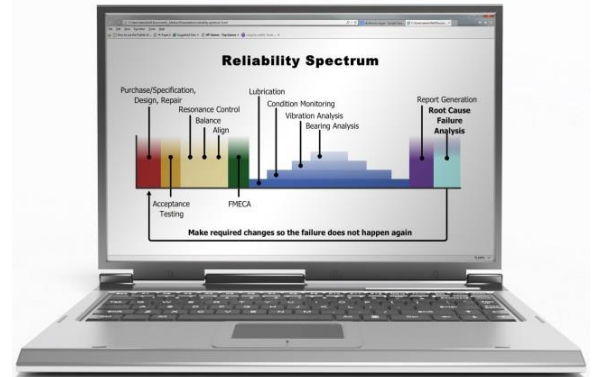 Reliability Spectrum
Purchase/Specification,
Design, Repair
Resonance Control
Balance
Align
Lubrication
Condition Monitoring
Vibration Analysis
Bearing Analysis
Report Generation
Root Cause
Failure
Analysis
Acceptance
Testing
FMECA
Make required changes so the failure does not happen again